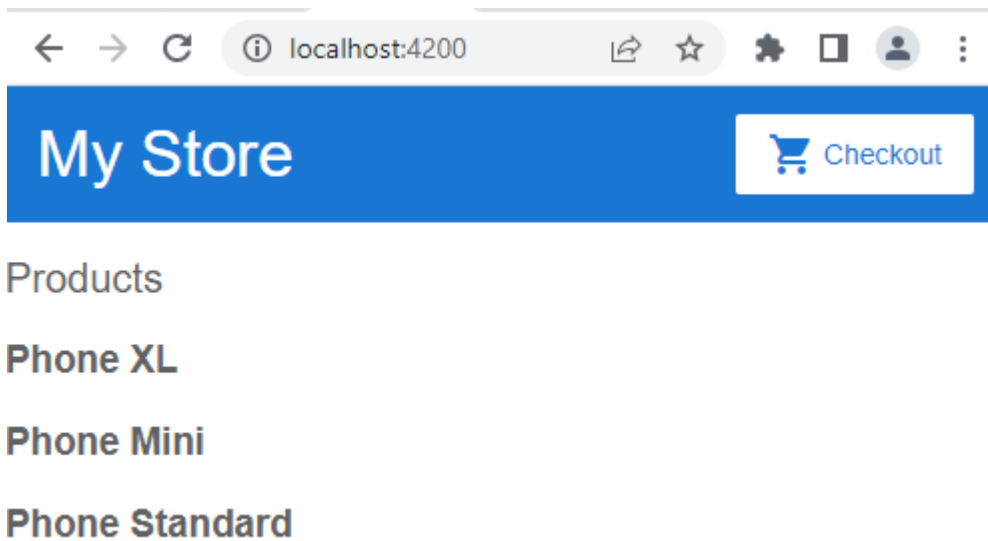 localhost:4200
My Store
Checkout
Products
Phone XL
Phone Mini
Phone Standard